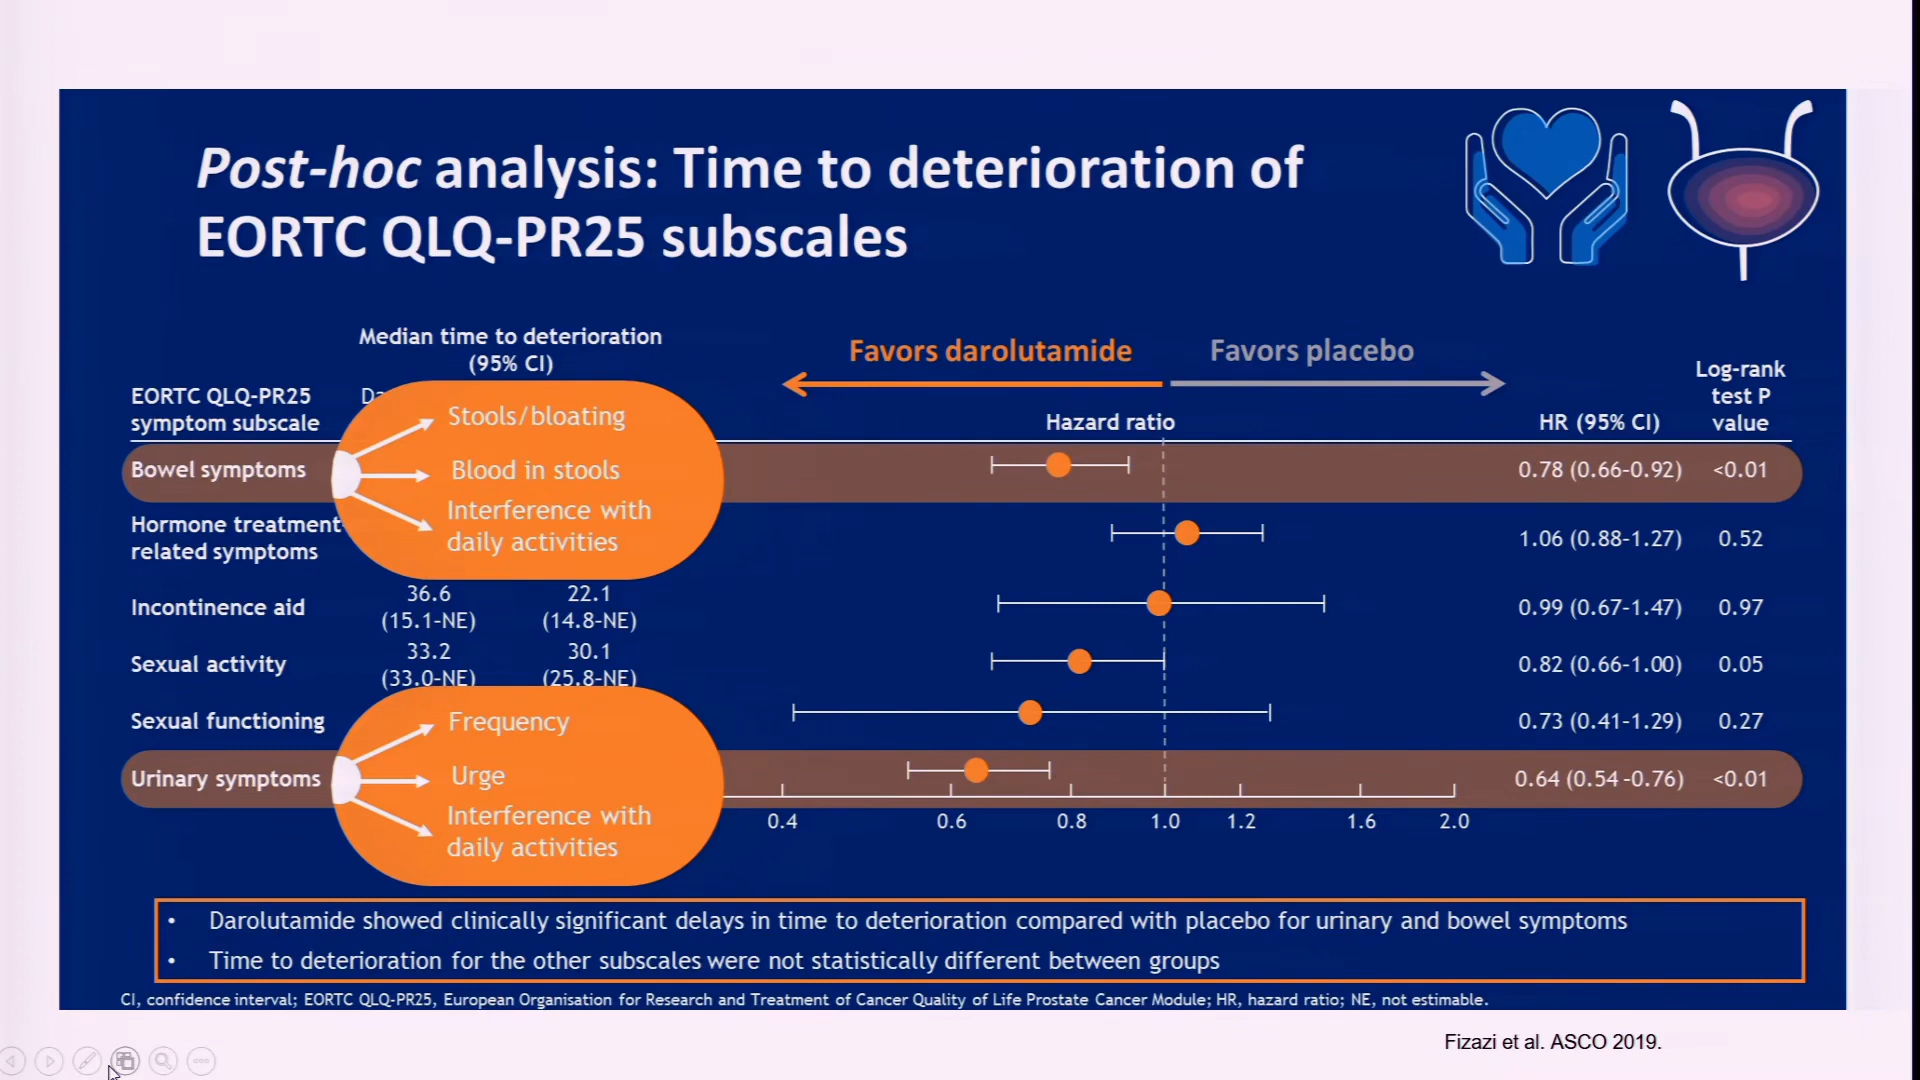 Post-hoc analysis: Time to deterioration of
EORTC QLQ-PR25 subscales
Median time to deterioration
(95% CI)
Favors darolutamide
Favors placebo
EORTC QLQ-PR25
symptom subscale
Hazard ratio
HR (95% CI)
Log-rank
test P
value
Stools/bloating
Blood in stools
Interference with
daily activities
Bowel symptoms
0.78 (0.66-0.92) <0.01
Hormone treatment-
related symptoms
1.06 (0.88-1.27) 0.52
Incontinence aid
36.6
(15.1-NE)
22.1
(14.8-NE)
0.99 (0.67-1.47) 0.97
Sexual activity
33.2
(33.0-NE)
30.1
(25.8-NE)
0.82 (0.66-1.00) 0.05
Sexual functioning
0.73 (0.41-1.29) 0.27
Frequency
Urge
Interference with
daily activities
Urinary symptoms
0.64 (0.54 -0.76) <0.01
0.4 0.6 0.8 1.0 1.2 1.6 2.0
• Darolutamide showed clinically significant delays in time to deterioration compared with placebo for urinary and bowel symptoms
• Time to deterioration for the other subscales were not statistically different between groups
CI, confidence interval; EORTC QLQ-PR25, European Organisation for Research and Treatment of Cancer Quality of Life Prostate Cancer Module; HR, hazard ratio; NE, not estimable.
Fizazi et al. ASCO 2019.